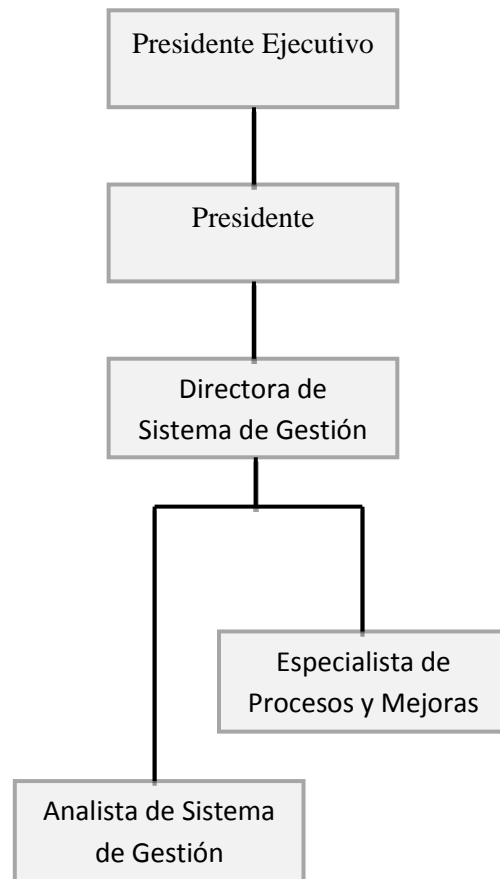 Presidente Ejecutivo
Presidente
Directora de
Sistema de Gestión
Especialista de
Procesos y Mejoras
Analista de Sistema
de Gestión